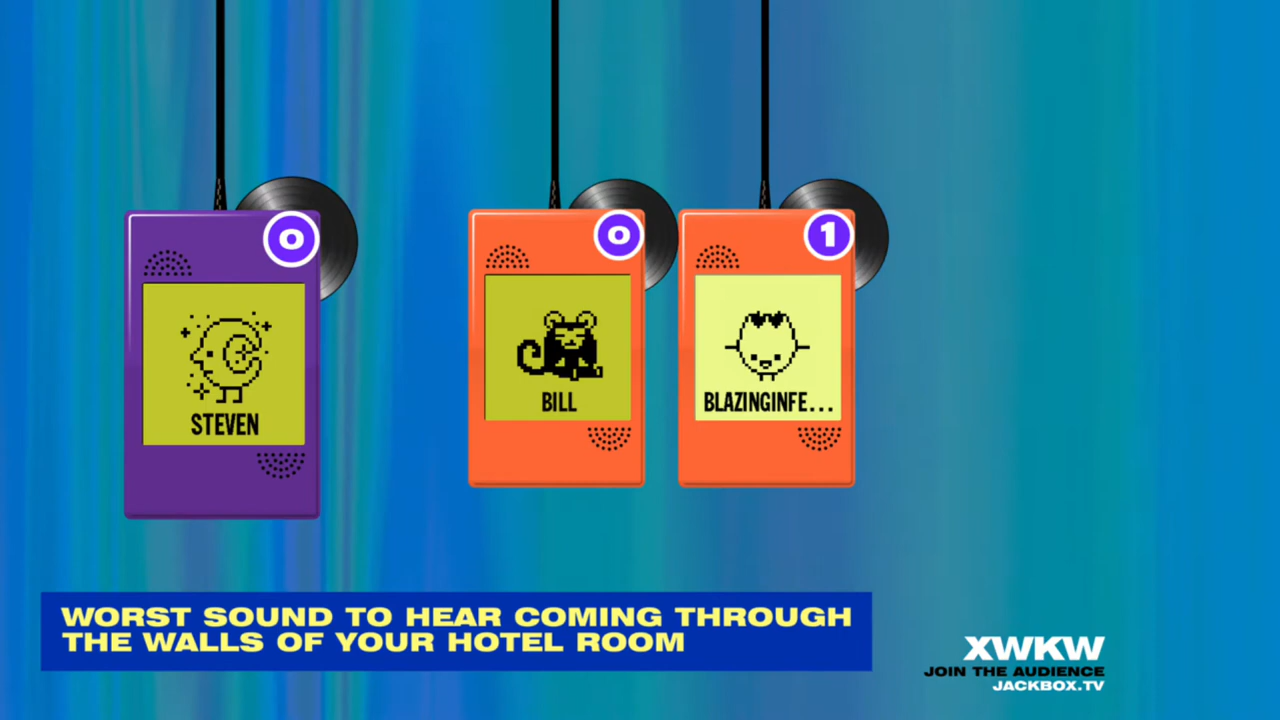 0
0
1
STEVEN
BILL
BLAZINGINFE...
WORST SOUND TO HEAR COMING THROUGH
THE WALLS OF YOUR HOTEL ROOM
XWKW
JOIN THE AUDIENCE
JACKBOX.TV